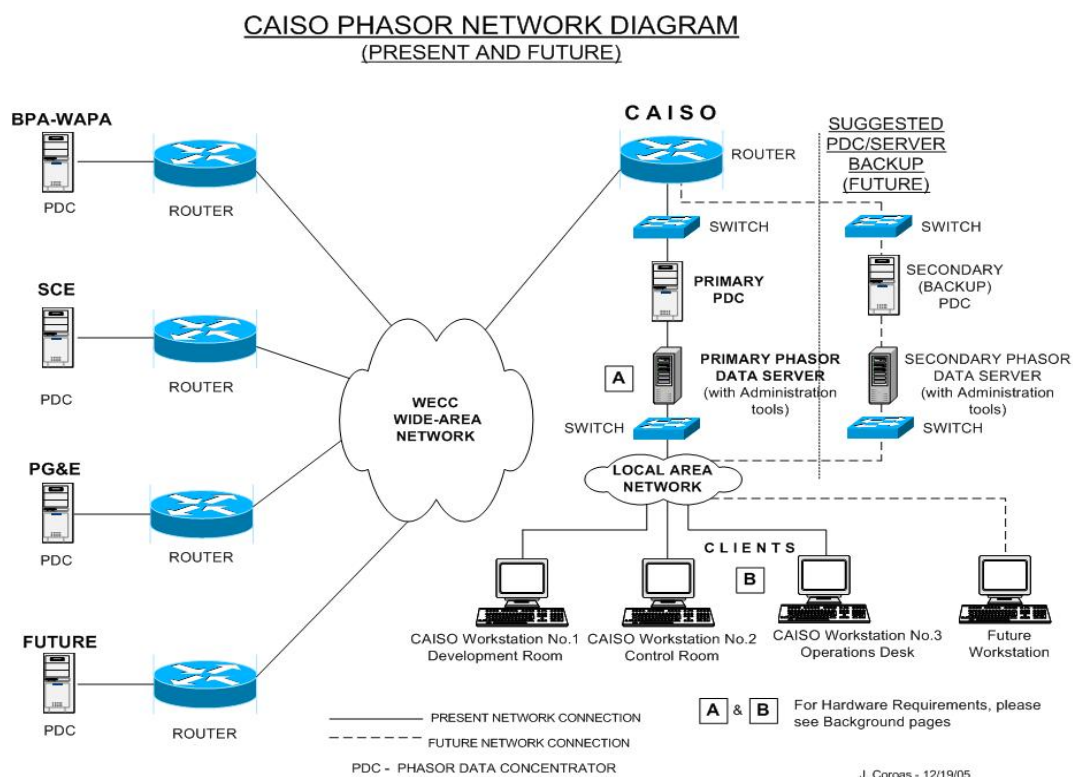 CAISO PHASOR NETWORK DIAGRAM
(PRESENT AND FUTURE)
BPA-WAPA
PDC
ROUTER
SCE
PDC
ROUTER
PG&E
PDC
ROUTER
FUTURE
PDC
ROUTER
WECC
WIDE-AREA
NETWORK
CAISO
ROUTER
SWITCH
PRIMARY
PDC
A
PRIMARY PHASOR
DATA SERVER
(with Administration
tools)
SWITCH
SUGGESTED
PDC/SERVER
BACKUP
(FUTURE)
SWITCH
SECONDARY
(BACKUP)
PDC
SECONDARY PHASOR
DATA SERVER
(with Administration
tools)
SWITCH
LOCAL AREA
NETWORK
CLIENTS
B
CAISO Workstation No.1
Development Room
CAISO Workstation No.2
Control Room
CAISO Workstation No.3
Operations Desk
Future
Workstation
PRESENT NETWORK CONNECTION
FUTURE NETWORK CONNECTION
PDC - PHASOR DATA CONCENTRATOR
A & B For Hardware Requirements, please
see Background pages
J. Coroas - 12/19/05